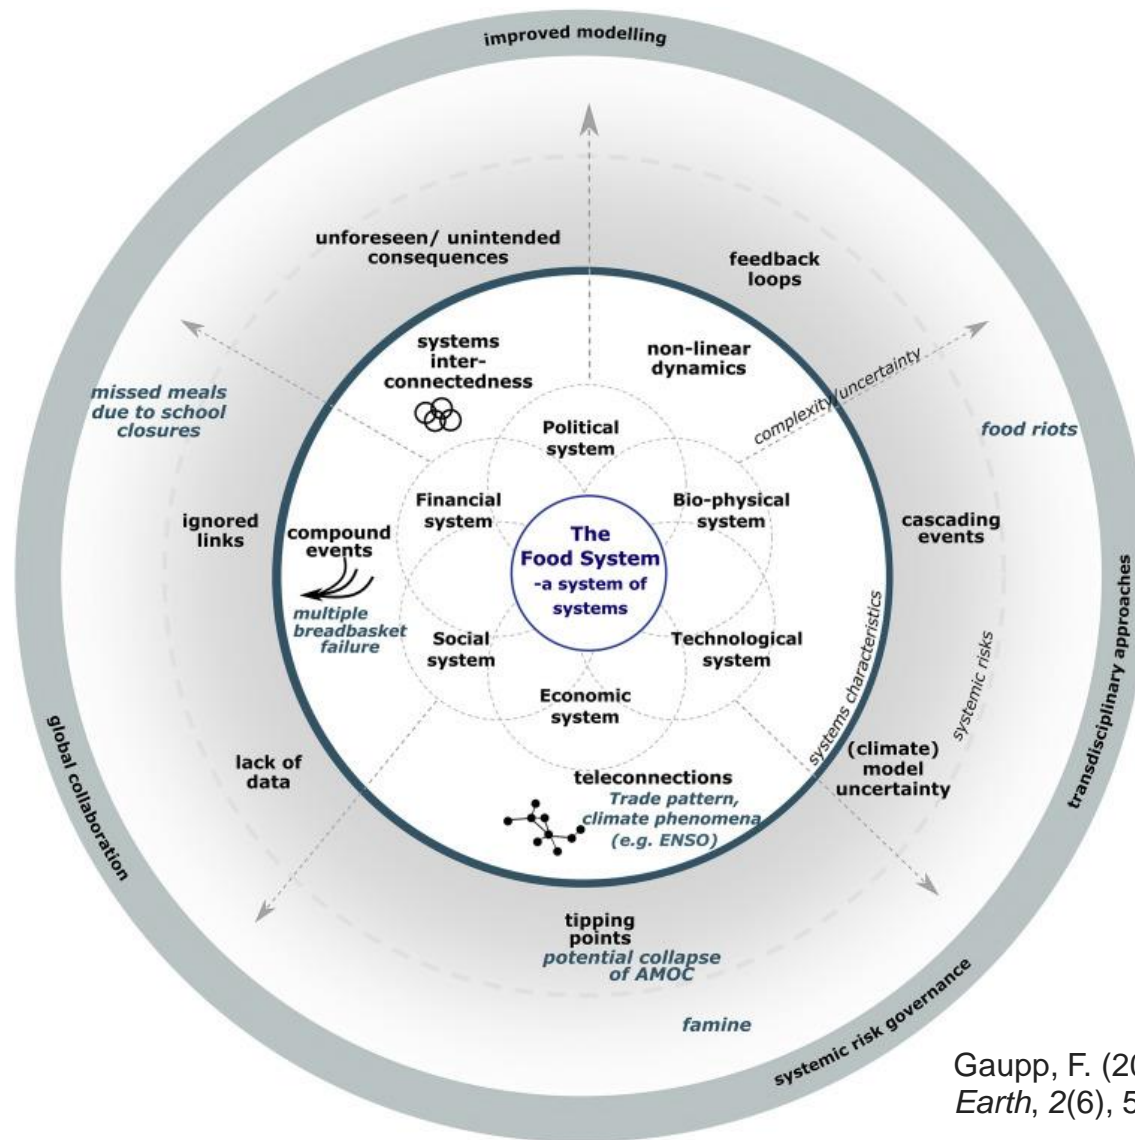 improved modelling
unforeseen/ unintended
consequences
feedback
loops
systems
inter-
connectedness
non-linear
dynamics
complexity/uncertainty
missed meals
due to school
closures
food riots
Political
system
Financial
system
Bio-physical
system
ignored
links
compound
events
cascading
events
The
Food System
-a system of
systems
multiple
breadbasket
failure
Social
system
Technological
system
Economic
system
systems characteristics
systemic risks
transdisciplinary approaches
global collaboration
lack of
data
(climate)
model
uncertainty
teleconnections
Trade pattern,
climate phenomena
(e.g. ENSO)
tipping
points
potential collapse
of AMOC
famine
systemic risk governance
Gaupp, F. (20
Earth, 2(6), 5